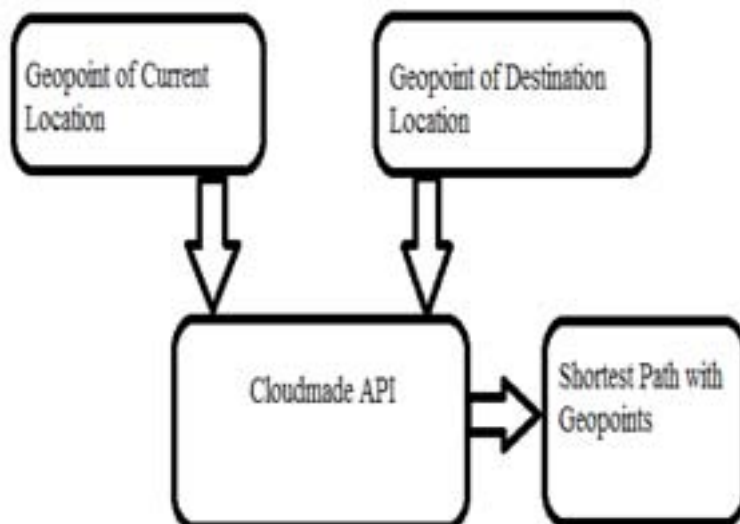 Geopoint of Current
Location
Geopoint of Destination
Location
Cloudmade API
Shortest Path with
Geopoints